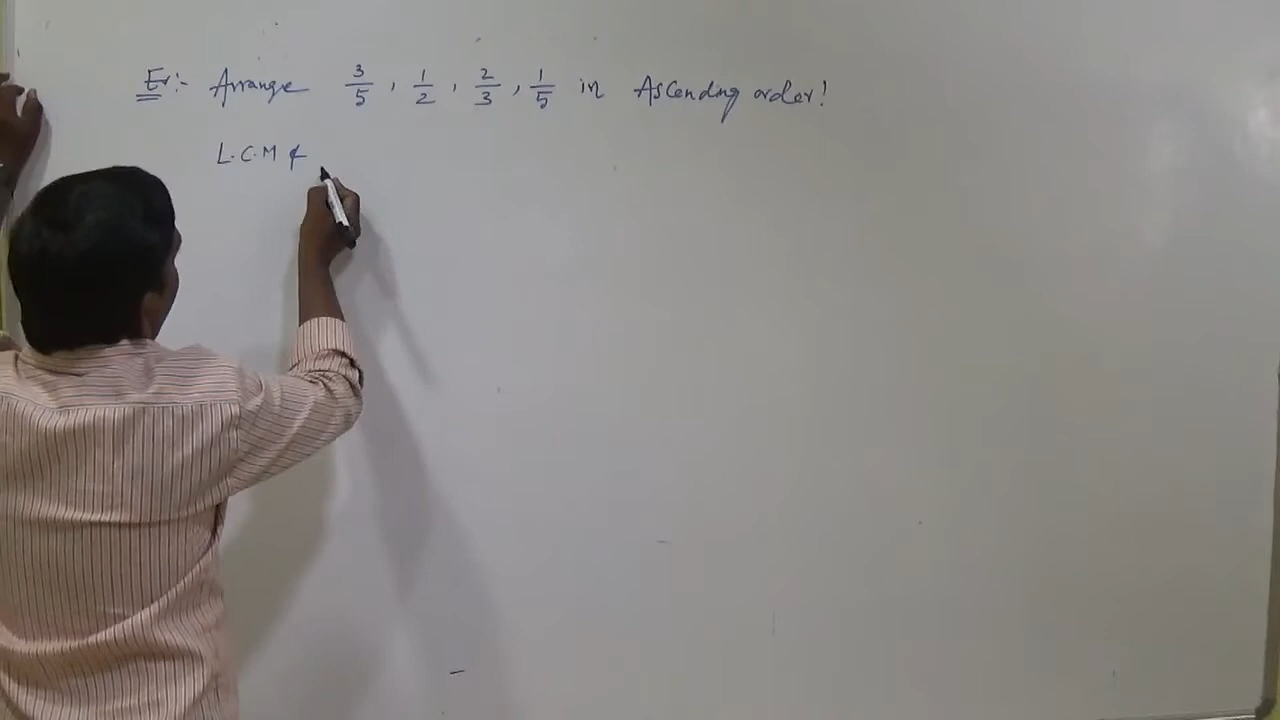 Ex:- Arrange 3/5, 1/2, 2/3, 1/5 in Ascending order!
L.C.M of